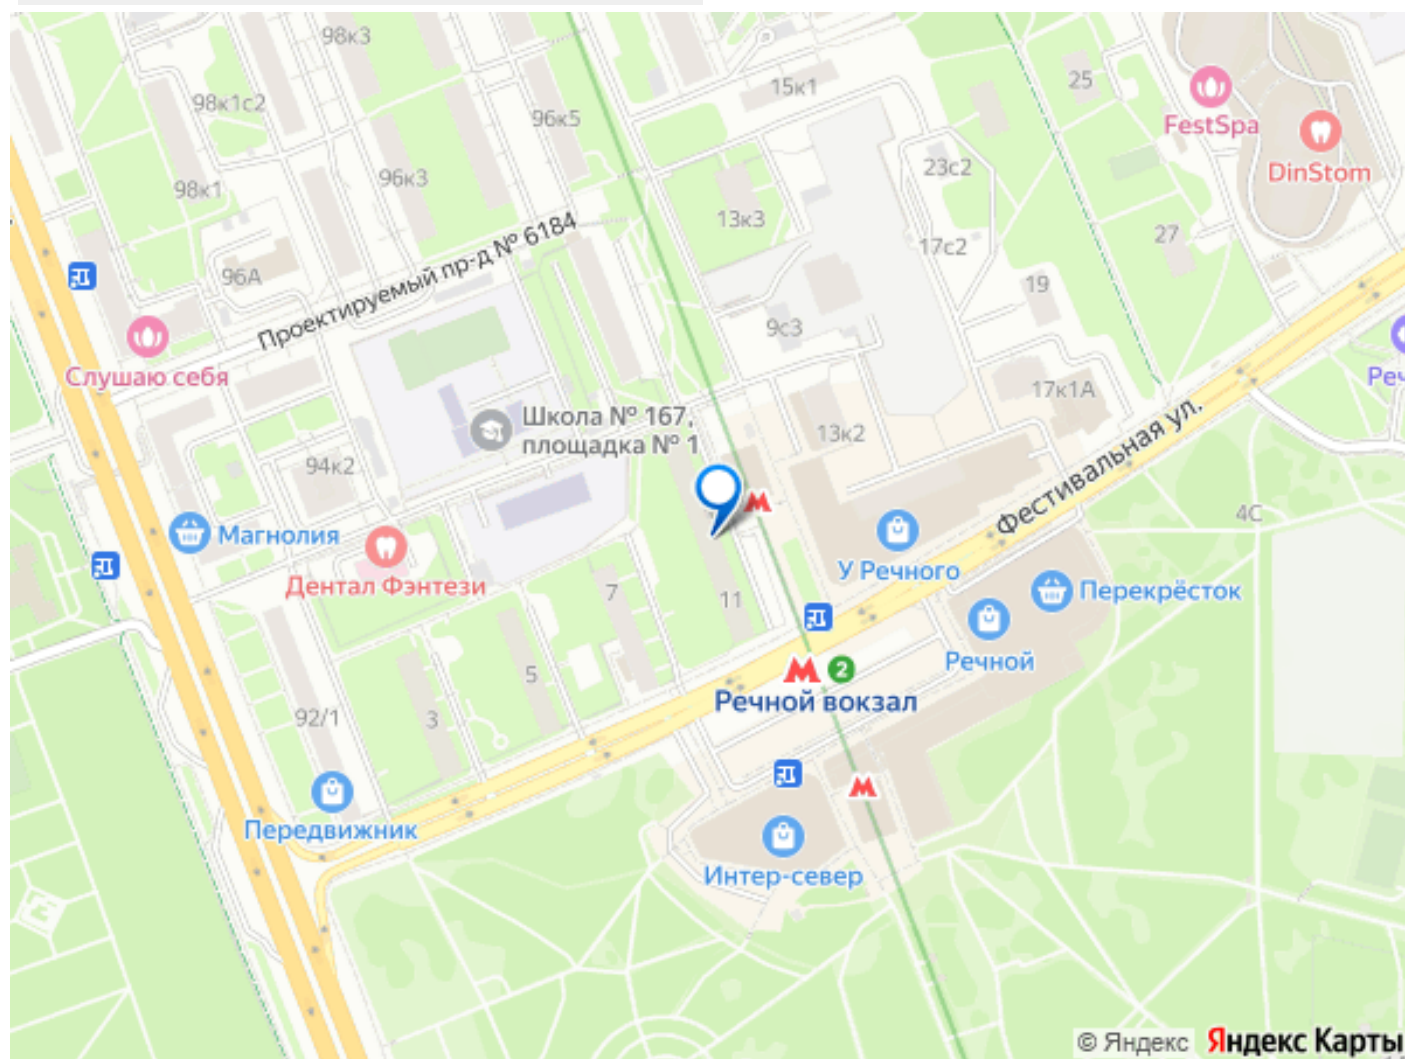 98к3
15к1
25
98к1с2
96к5
FestSpa
DinStom
98к1
96к3
23с2
13к3
17с2
27
96А
Проектируемый пр-д № 6184
19
9с3
Слушаю себя
17к1А
Школа № 167,
площадка № 1
13к2
Фестивальная ул.
94к2
Магнолия
4С
Дентал Фэнтези
У Речного
7
11
Перекрёсток
5
Речной
2
Речной вокзал
92/1
3
Передвижник
Интер-север
© Яндекс Яндекс Карты